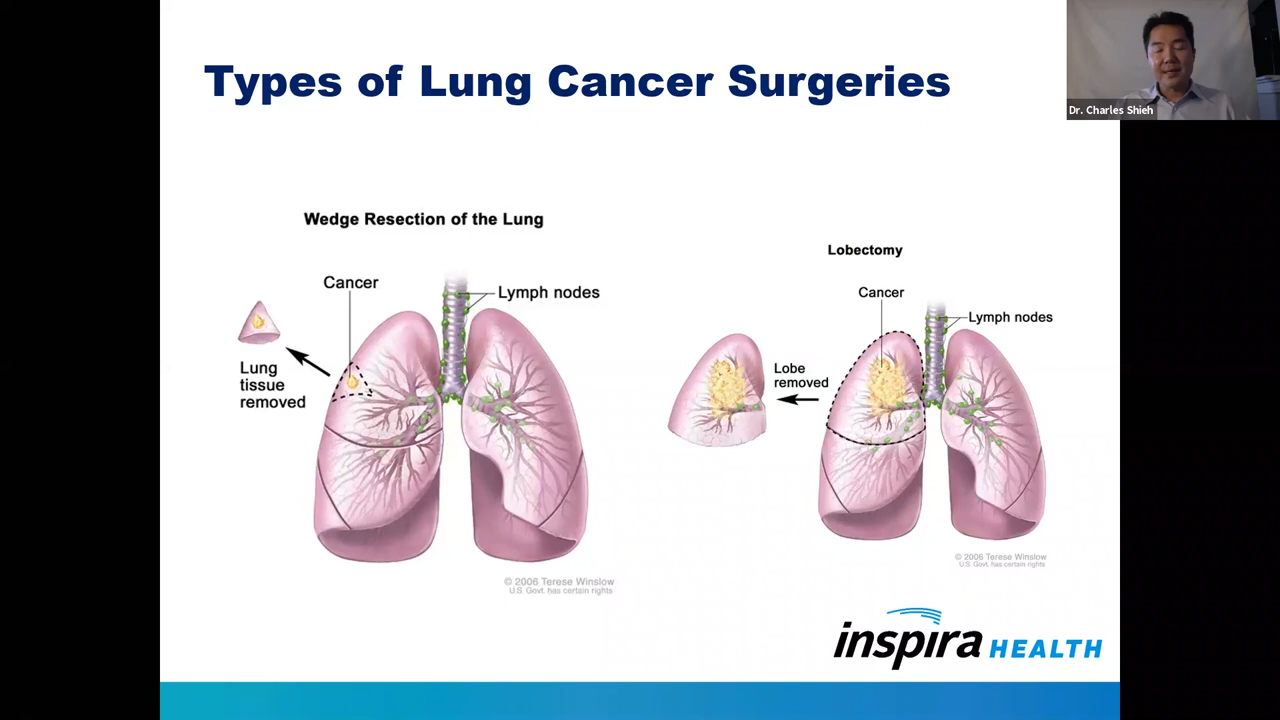 Types of Lung Cancer Surgeries
Dr. Charles Shieh
Wedge Resection of the Lung
Cancer
Lymph nodes
Lung
tissue
removed
© 2006 Terese Winslow
U.S. Govt. has certain rights
Lobectomy
Cancer
Lymph nodes
Lobe
removed
© 2006 Terese Winslow
U.S. Govt. has certain rights
inspira HEALTH